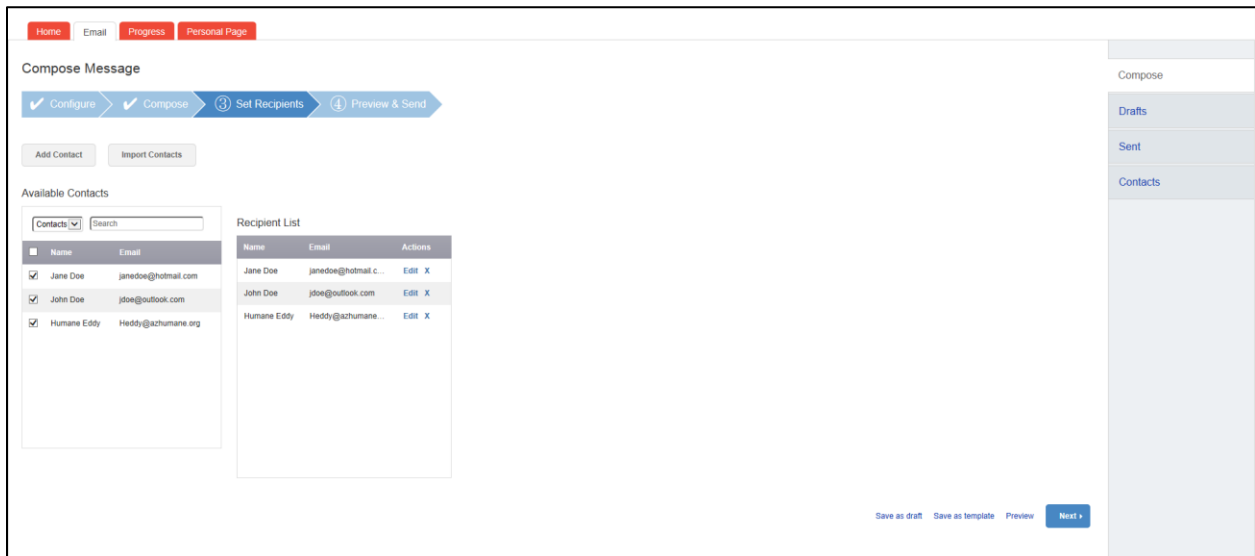 Home Email Progress Personal Page
Compose Message
✔ Configure ✔ Compose ③ Set Recipients ④ Preview & Send
Add Contact Import Contacts
Available Contacts
Contacts Search
Name Email
Jane Doe janedoe@hotmail.com
John Doe jdoe@outlook.com
Humane Eddy Heddy@azhumane.org
Recipient List
Name Email Actions
Jane Doe janedoe@hotmail.c... Edit X
John Doe jdoe@outlook.com Edit X
Humane Eddy Heddy@azhumane... Edit X
Save as draft Save as template Preview Next ›
Compose
Drafts
Sent
Contacts